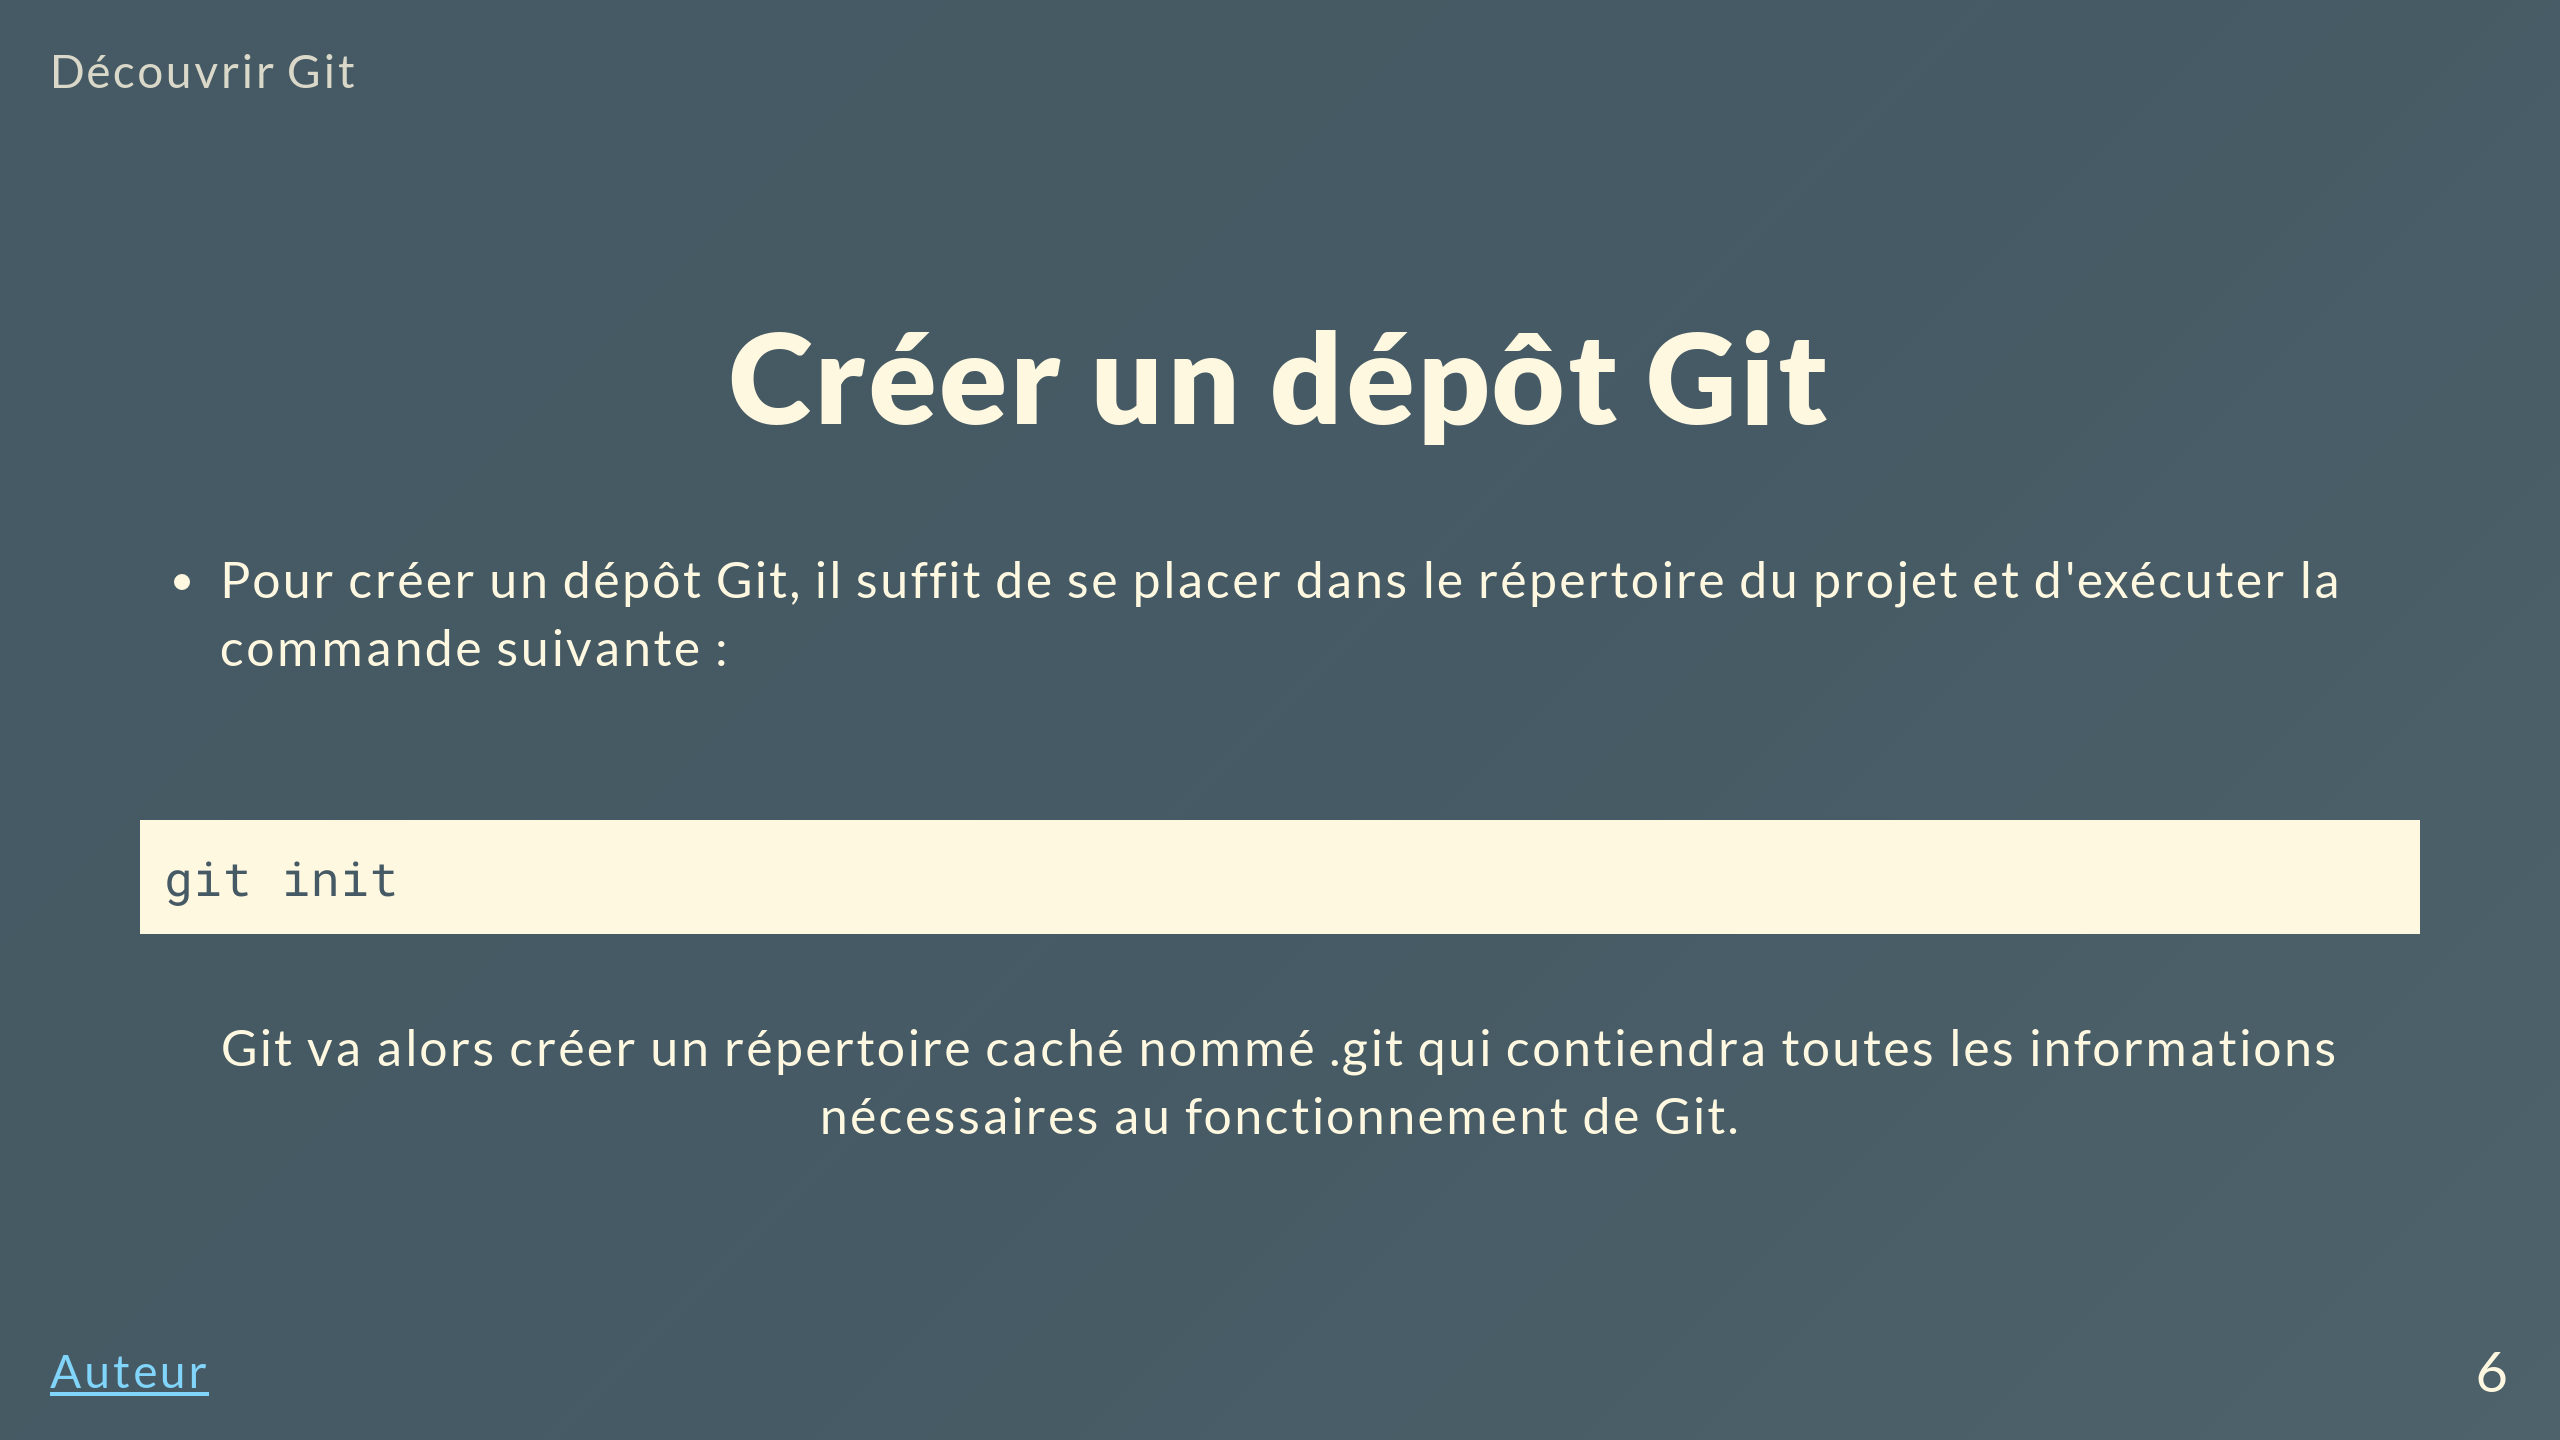 Découvrir Git
Créer un dépôt Git
• Pour créer un dépôt Git, il suffit de se placer dans le répertoire du projet et d'exécuter la
commande suivante :
git init
Git va alors créer un répertoire caché nommé .git qui contiendra toutes les informations
nécessaires au fonctionnement de Git.
Auteur
6